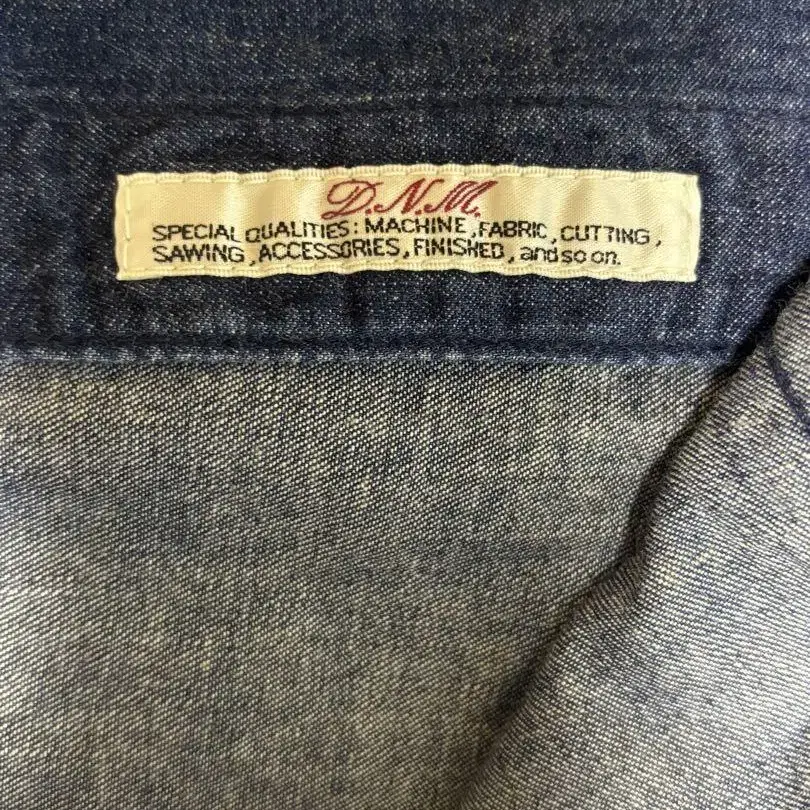 D.N.M.
SPECIAL QUALITIES: MACHINE, FABRIC, CUTTING,
SAWING, ACCESSORIES, FINISHED, and so on.